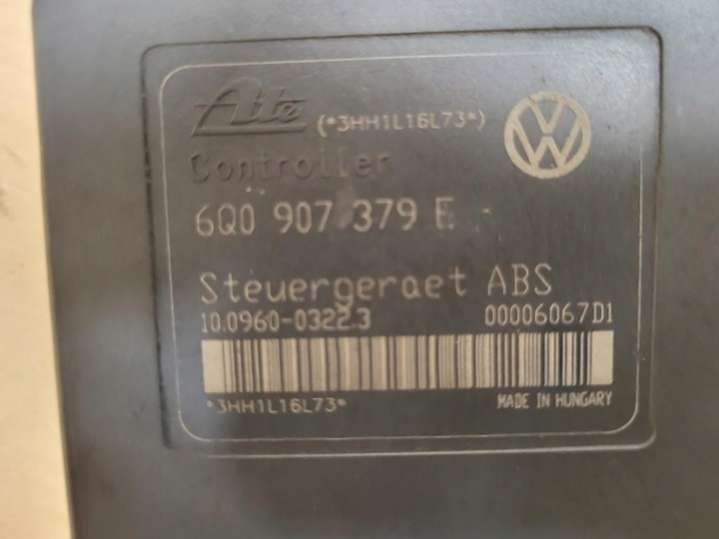 Ate (*3HH1L16L73*)
Controller
6Q0 907 379 E
Steuergeraet ABS
10.0960-0322.3 00006067D1
*3HH1L16L73* MADE IN HUNGARY